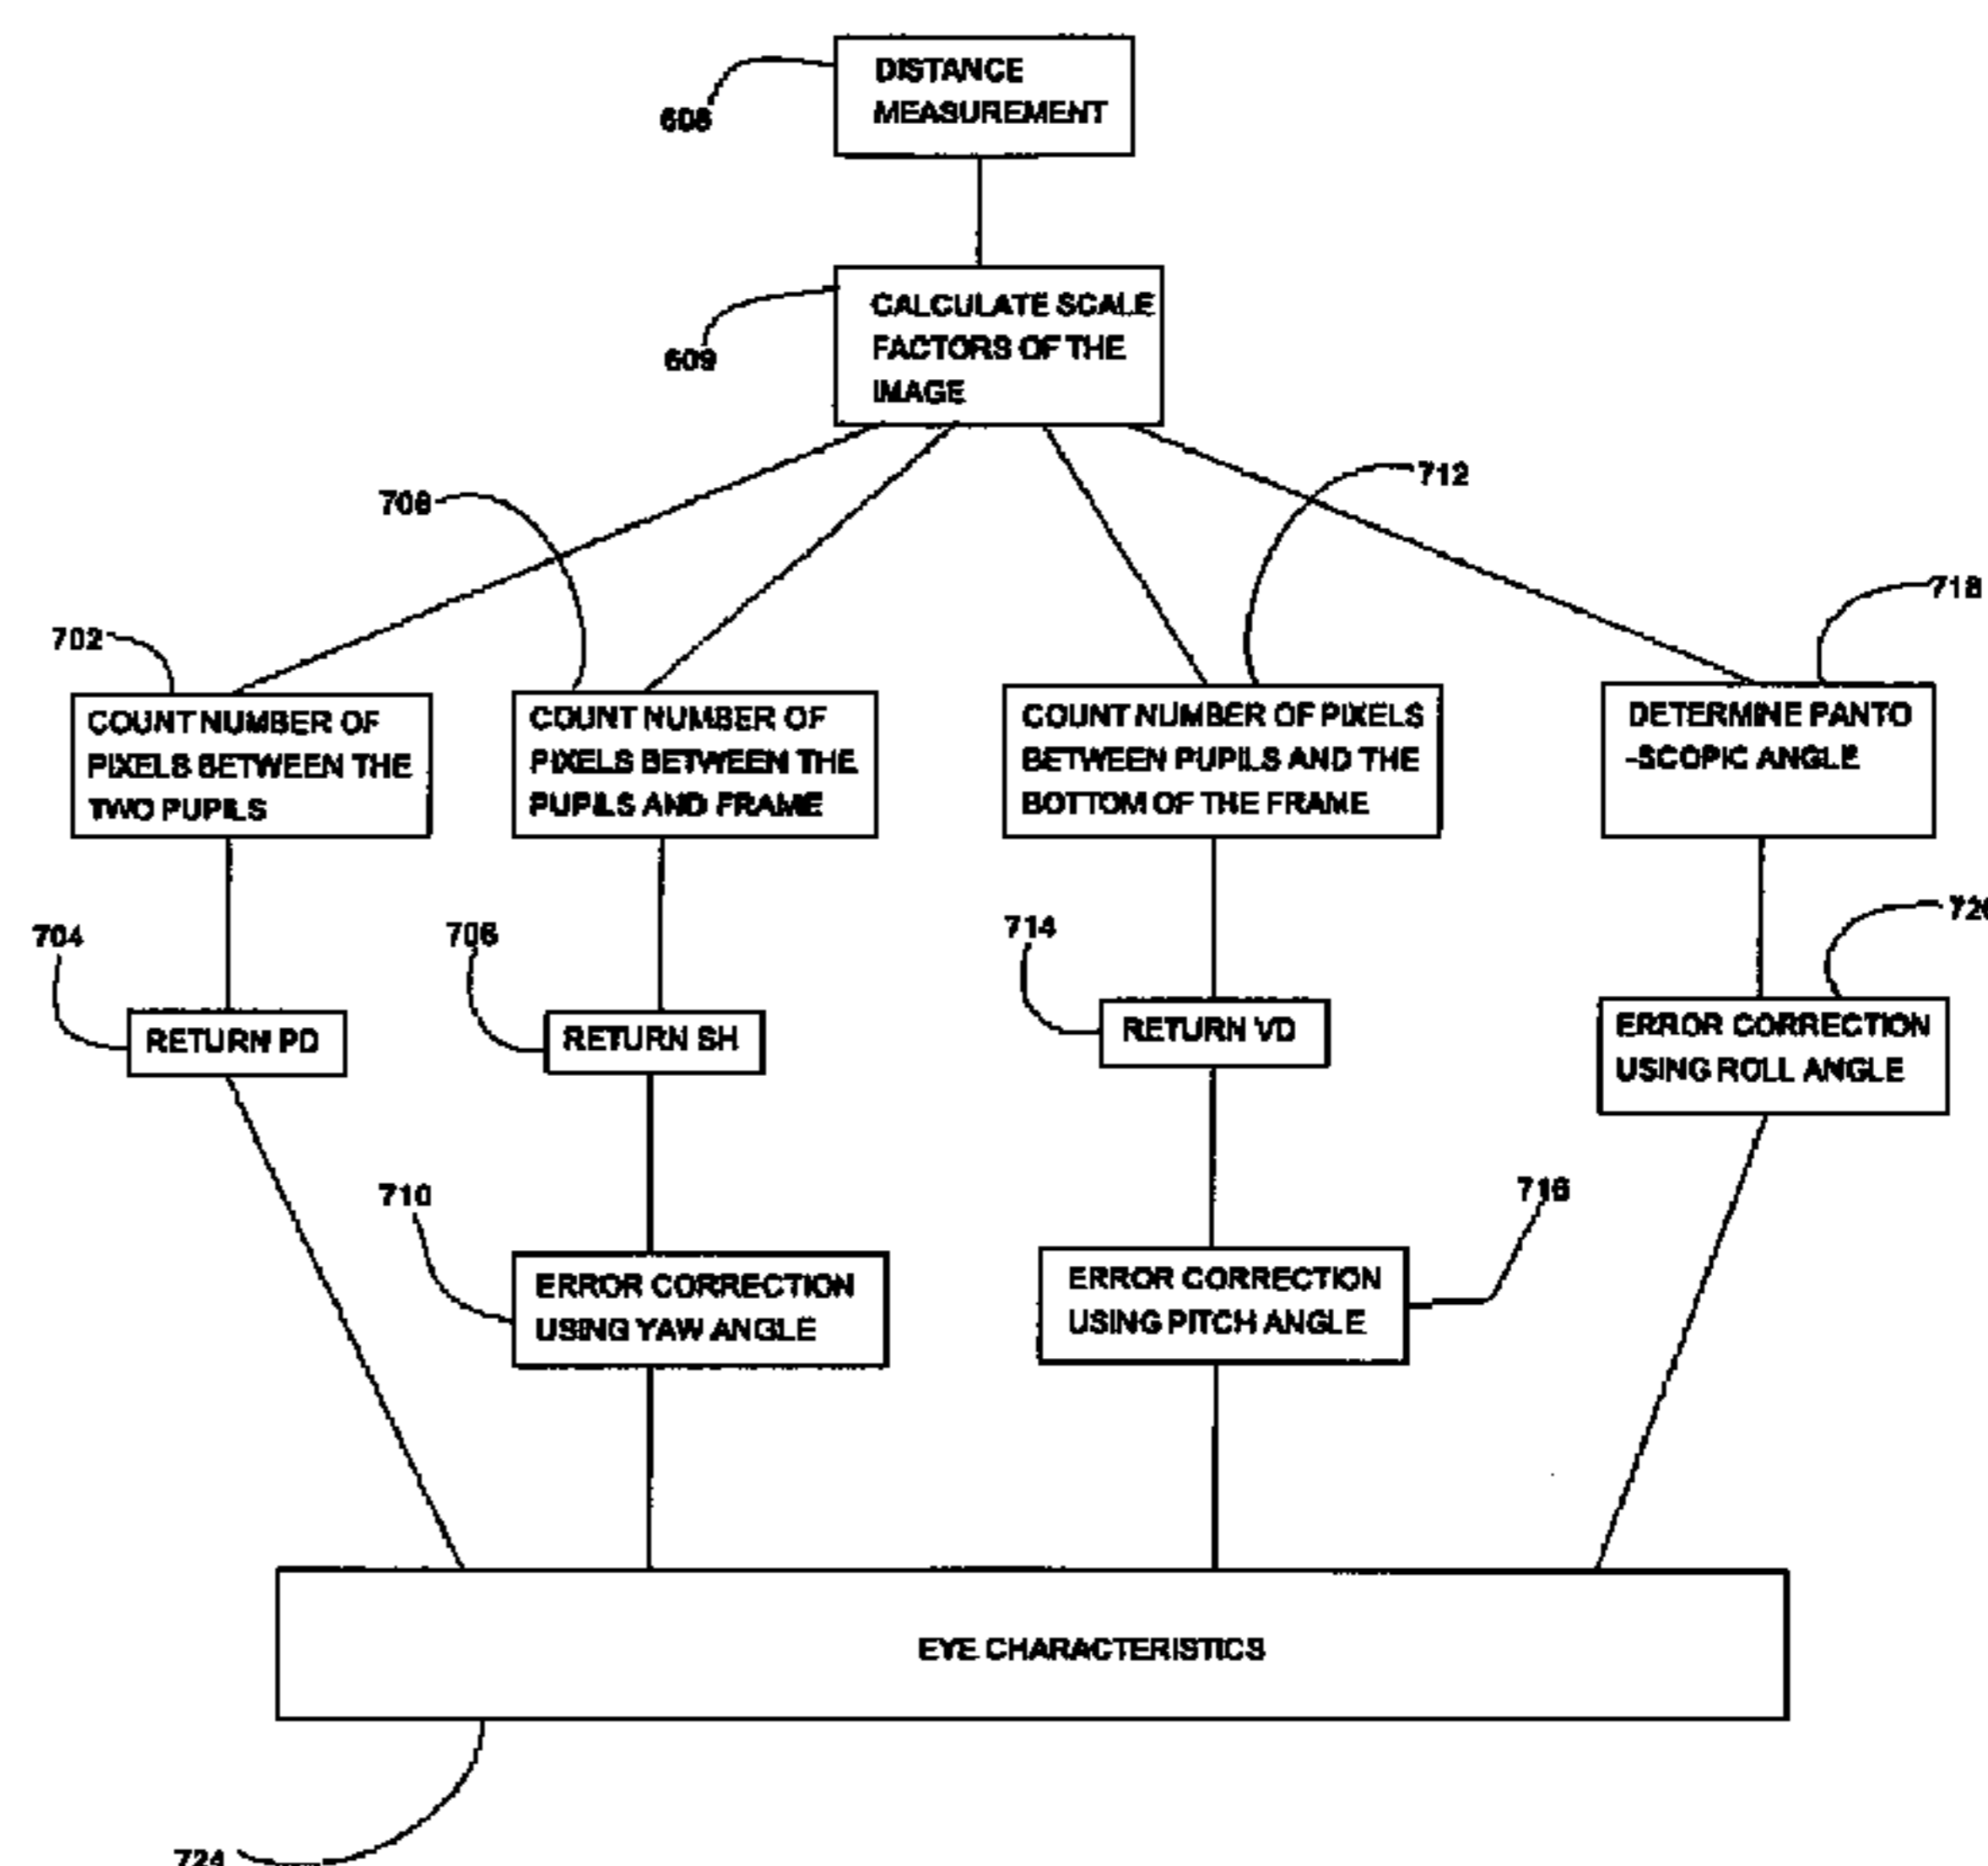 DISTANCE
MEASUREMENT
608
CALCULATE SCALE
FACTORS OF THE
IMAGE
609
712
718
702
COUNT NUMBER OF
PIXELS BETWEEN THE
TWO PUPILS
COUNT NUMBER OF
PIXELS BETWEEN THE
PUPILS AND FRAME
COUNT NUMBER OF PIXELS
BETWEEN PUPILS AND THE
BOTTOM OF THE FRAME
DETERMINE PANTO
-SCOPIC ANGLE
704
714
RETURN PD
RETURN SH
RETURN VD
ERROR CORRECTION
USING ROLL ANGLE
710
716
ERROR CORRECTION
USING YAW ANGLE
ERROR CORRECTION
USING PITCH ANGLE
EYE CHARACTERISTICS
724